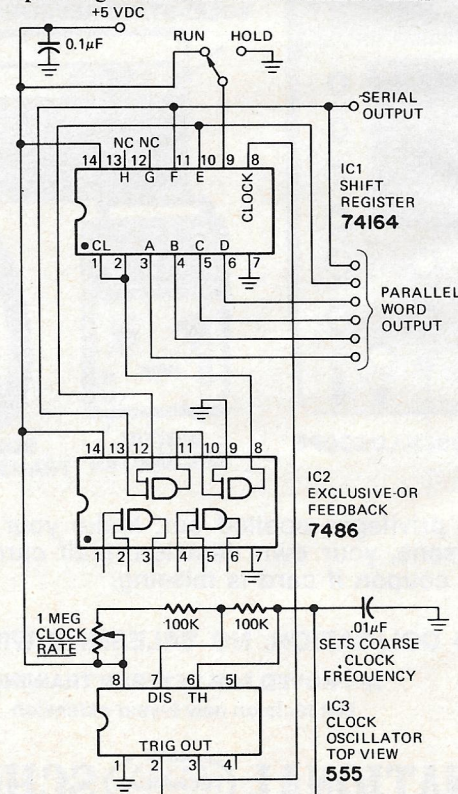 +5 VDC
0.1µF
RUN HOLD
SERIAL
OUTPUT
NC NC
14 13 12 11 10 9 8
H G F E
CLOCK
IC1
SHIFT
REGISTER
74164
CL A B C D
1 2 3 4 5 6 7
PARALLEL
WORD
OUTPUT
14 13 12 11 10 9 8
IC2
EXCLUSIVE-OR
FEEDBACK
7486
1 2 3 4 5 6 7
1 MEG
CLOCK
RATE
100K 100K
.01µF
SETS COARSE
CLOCK
FREQUENCY
8 6 5
DIS TH
IC3
CLOCK
OSCILLATOR
TOP VIEW
555
TRIG OUT
1 2 3 4